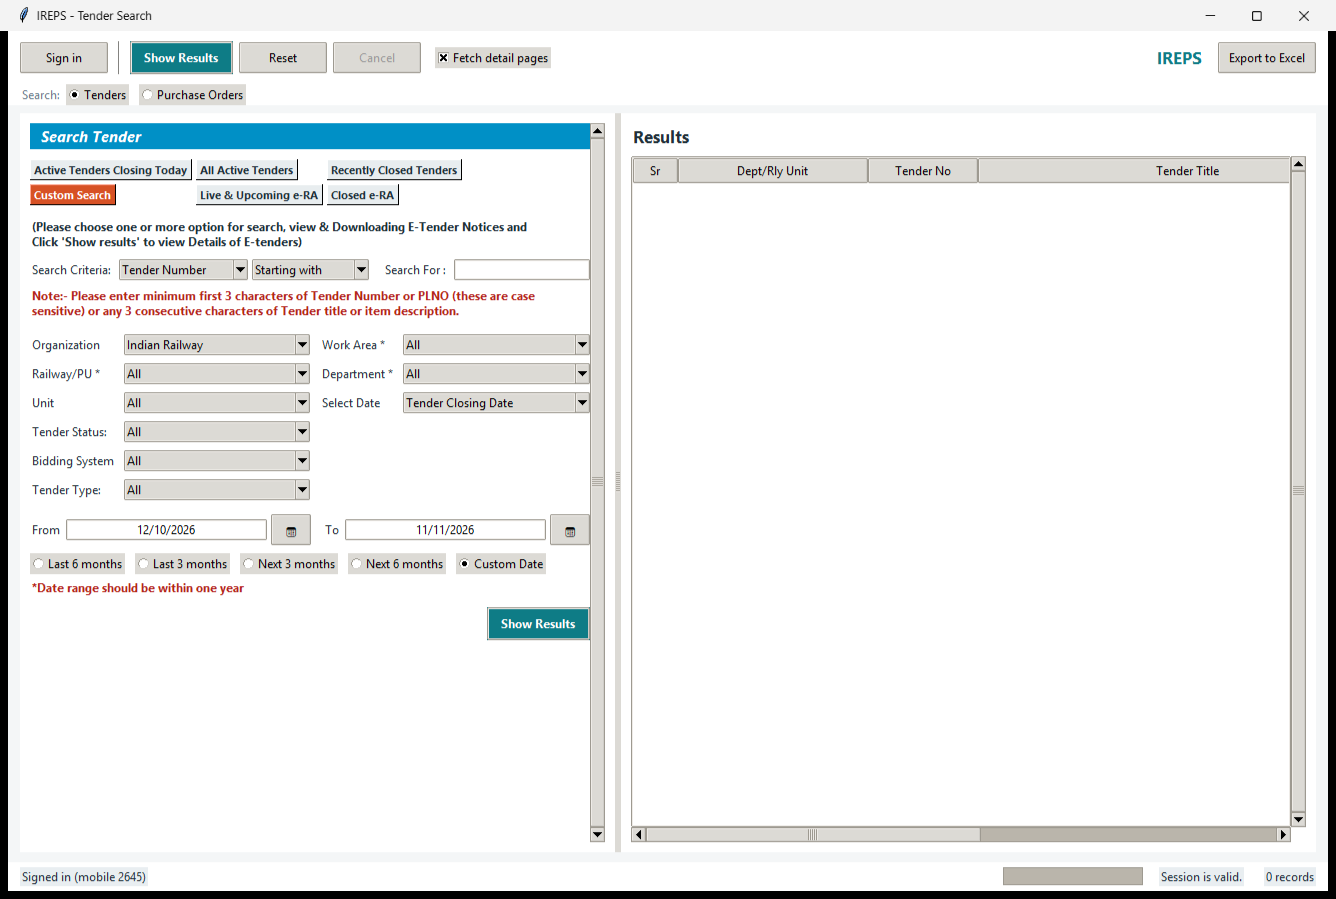 IREPS - Tender Search
Sign in Show Results Reset Cancel Fetch detail pages IREPS Export to Excel
Search: Tenders Purchase Orders
Search Tender
Active Tenders Closing Today All Active Tenders Recently Closed Tenders
Custom Search Live & Upcoming e-RA Closed e-RA
(Please choose one or more option for search, view & Downloading E-Tender Notices and
Click 'Show results' to view Details of E-tenders)
Search Criteria: Tender Number Starting with Search For :
Note:- Please enter minimum first 3 characters of Tender Number or PLNO (these are case
sensitive) or any 3 consecutive characters of Tender title or item description.
Organization Indian Railway Work Area * All
Railway/PU * All Department * All
Unit All Select Date Tender Closing Date
Tender Status: All
Bidding System All
Tender Type: All
From 12/10/2026 To 11/11/2026
Last 6 months Last 3 months Next 3 months Next 6 months Custom Date
*Date range should be within one year
Show Results
Results
Sr Dept/Rly Unit Tender No Tender Title
Signed in (mobile 2645) Session is valid. 0 records